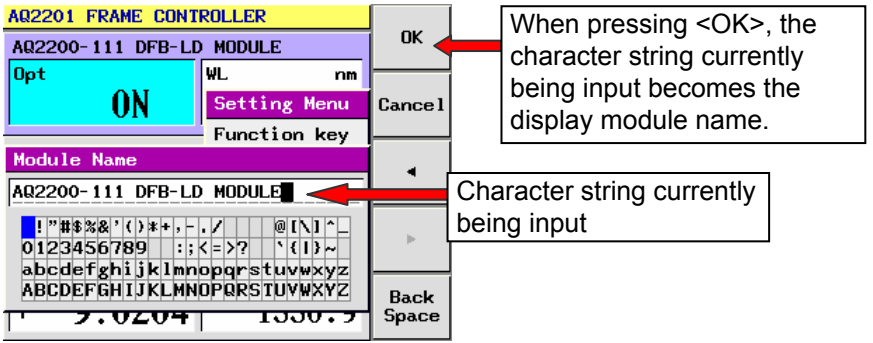 AQ2201 FRAME CONTROLLER
AQ2200-111 DFB-LD MODULE
Opt
WL nm
ON
Setting Menu
Function key
Module Name
AQ2200-111 DFB-LD MODULE
!"#$%&'()*+,-./ @[\]^_
0123456789 :;<=>? `{|}~
abcdefghijklmnopqrstuvwxyz
ABCDEFGHIJKLMNOPQRSTUVWXYZ
OK
Cancel
◄
►
Back
Space
When pressing <OK>, the
character string currently
being input becomes the
display module name.
Character string currently
being input